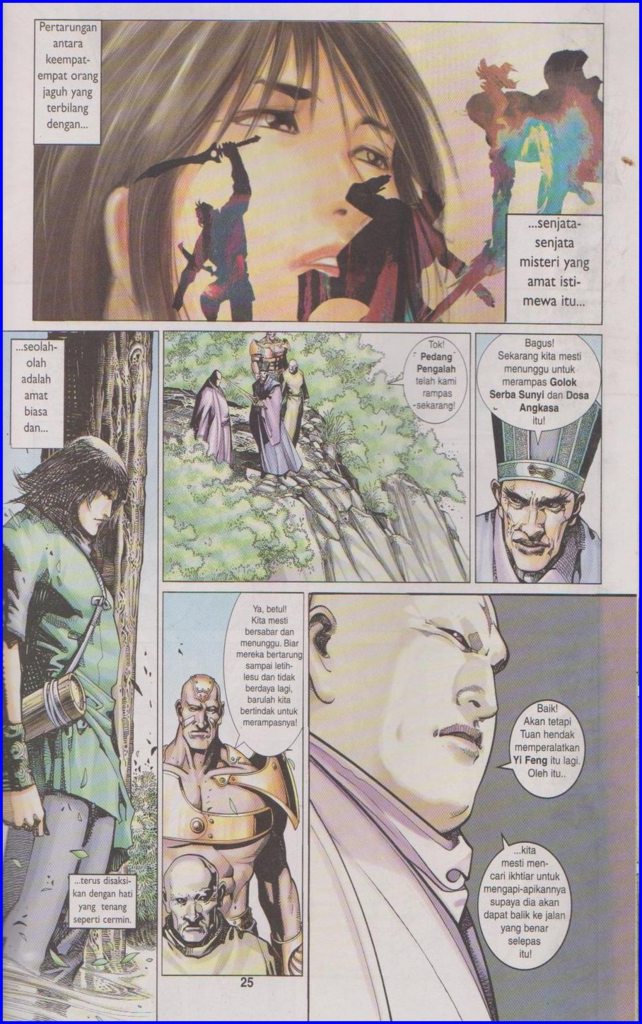 Pertarungan
antara
keempat-
empat orang
jaguh yang
terbilang
dengan...
...senjata-
senjata
misteri yang
amat isti-
mewa itu...
...seolah-
olah
adalah
amat
biasa
dan...
Tok!
Pedang
Pengalah
telah kami
rampas
sekarang!
Bagus!
Sekarang kita mesti
menunggu untuk
merampas Golok
Serba Sunyi dan Dosa
Angkasa
itu!
...terus disaksi-
kan dengan hati
yang tenang
seperti cermin.
Ya, betul!
Kita mesti
bersabar dan
menunggu. Biar
mereka bertarung
sampai letih-
lesu dan tidak
berdaya lagi,
barulah kita
bertindak untuk
merampasnya!
Baik!
Akan tetapi
Tuan hendak
memperalatkan
Yi Feng itu lagi.
Oleh itu..
...kita
mesti men-
cari ikhtiar untuk
mengapi-apikannya
supaya dia akan
dapat balik ke jalan
yang benar
selepas
itu!
25